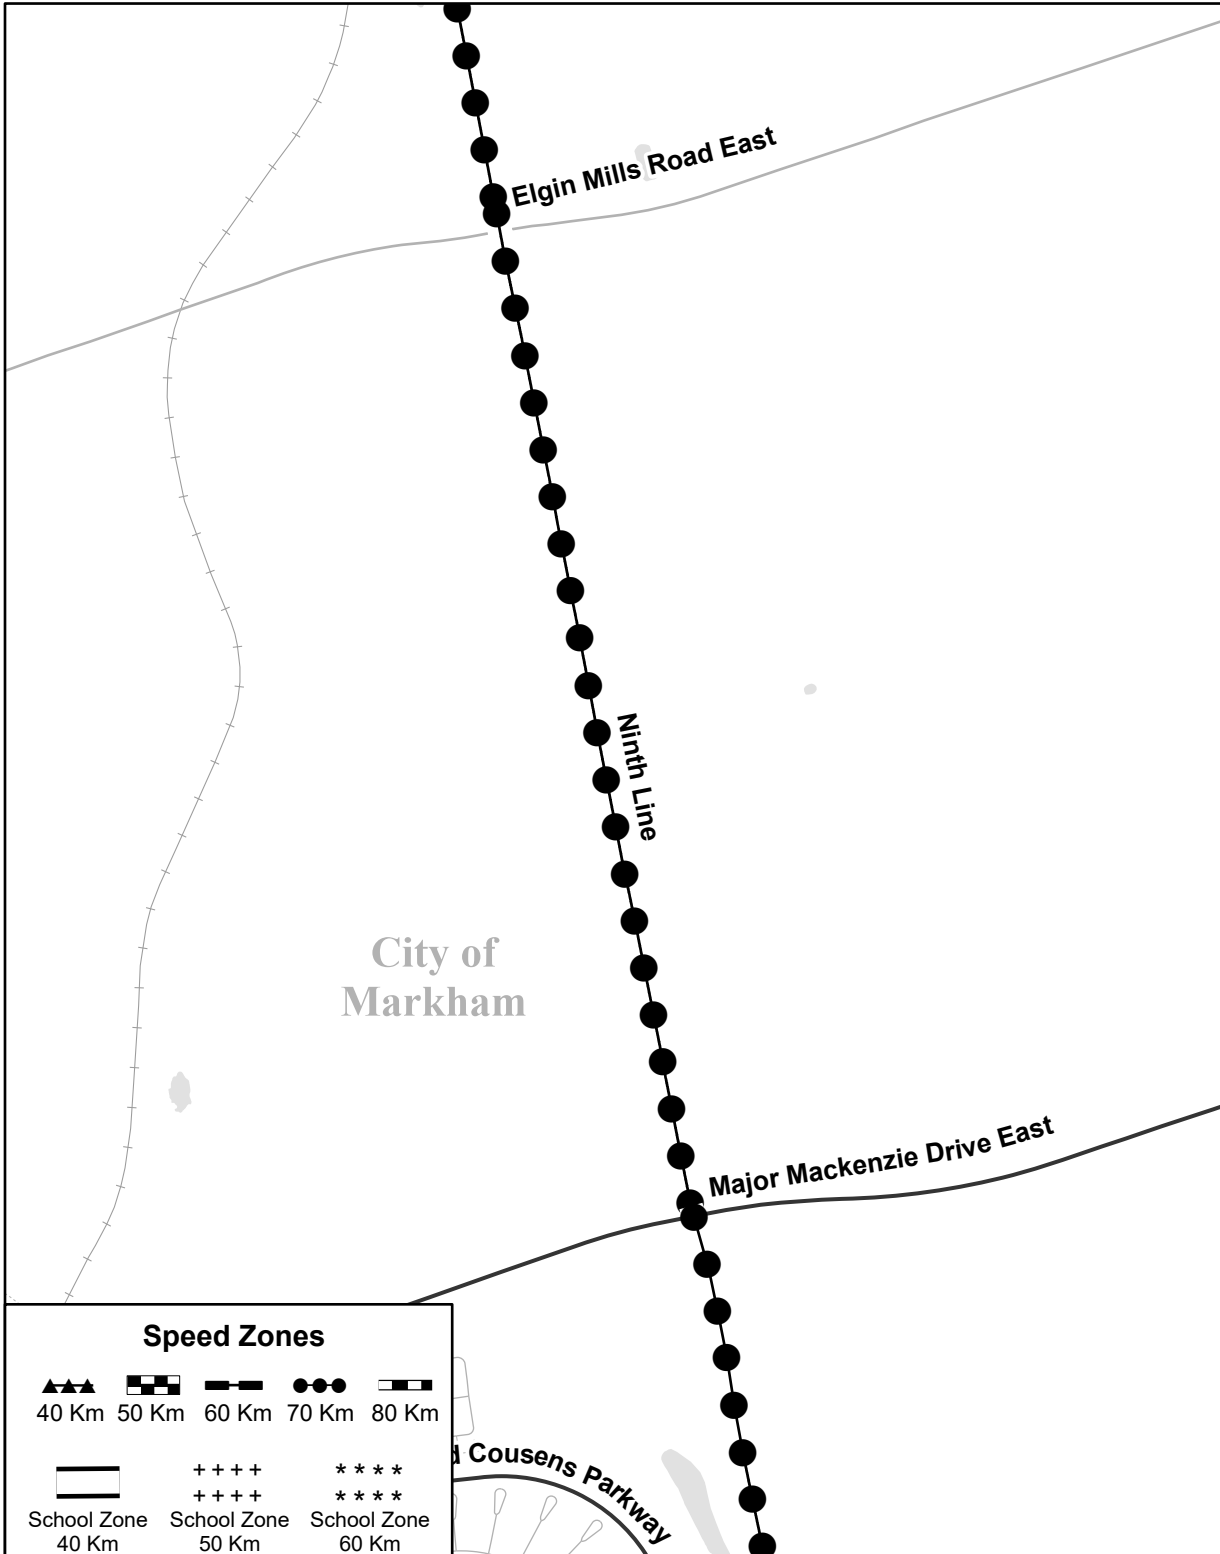 Elgin Mills Road East
Ninth Line
City of
Markham
Major Mackenzie Drive East
Cousens Parkway
Speed Zones
40 Km 50 Km 60 Km 70 Km 80 Km
School Zone School Zone School Zone
40 Km 50 Km 60 Km